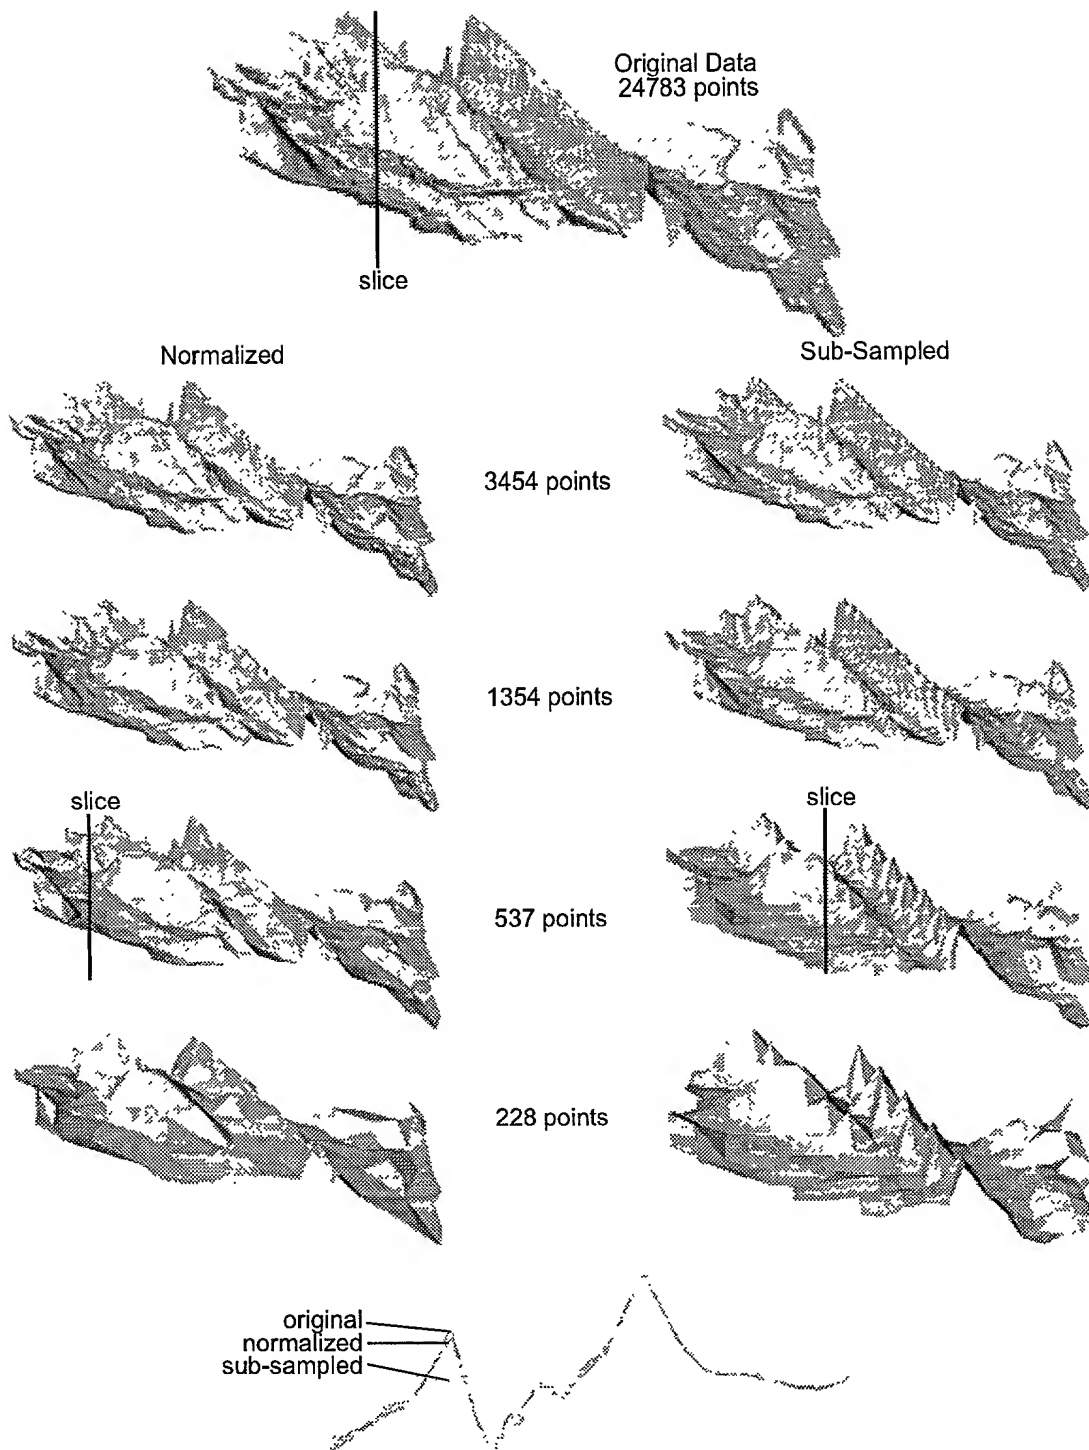 Original Data
24783 points
slice
Normalized
Sub-Sampled
3454 points
1354 points
slice
slice
537 points
228 points
original
normalized
sub-sampled